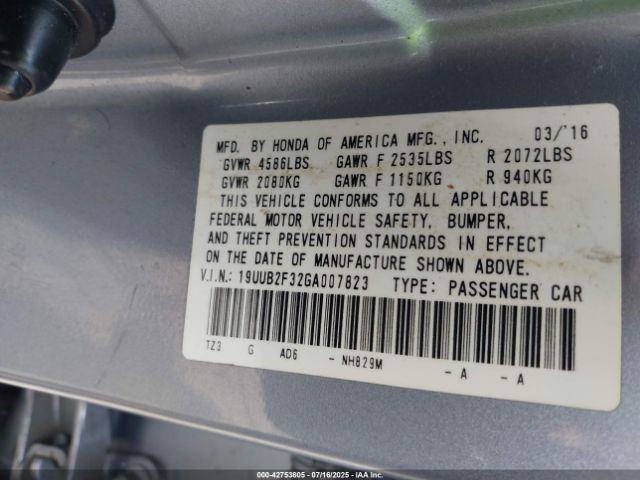 MFD. BY HONDA OF AMERICA MFG., INC. 03/'16
GVWR 4586LBS GAWR F 2535LBS R 2072LBS
GVWR 2080KG GAWR F 1150KG R 940KG
THIS VEHICLE CONFORMS TO ALL APPLICABLE
FEDERAL MOTOR VEHICLE SAFETY, BUMPER,
AND THEFT PREVENTION STANDARDS IN EFFECT
ON THE DATE OF MANUFACTURE SHOWN ABOVE.
V.I.N.: 19UUB2F32GA007823 TYPE: PASSENGER CAR
TZ3 G AD6 - NH829M - A - A
000-42753805 - 07/16/2025 - IAA Inc.